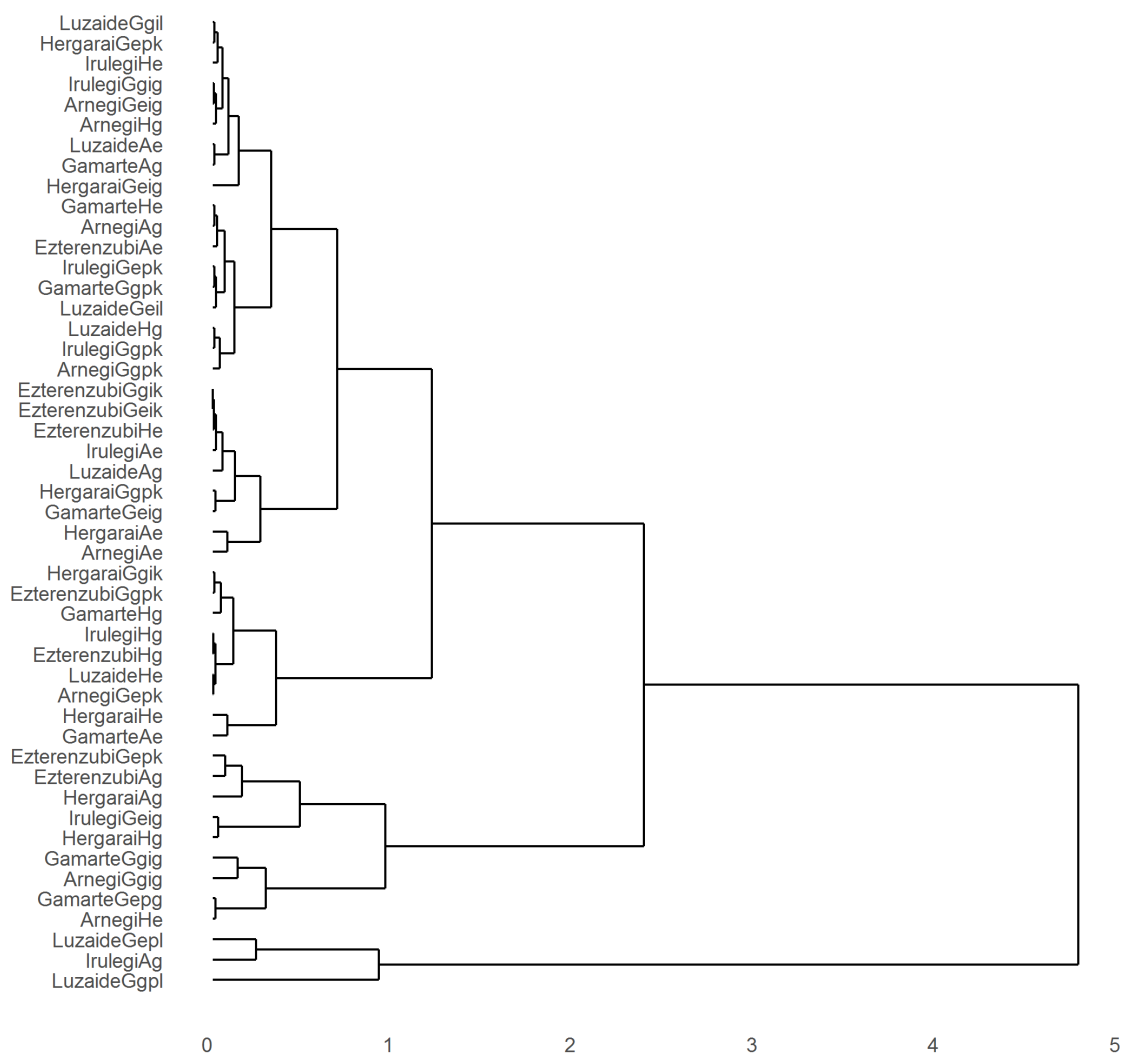 LuzaideGgil
HergaraiGepk
IrulegiHe
IrulegiGgig
ArnegiGeig
ArnegiHg
LuzaideAe
GamarteAg
HergaraiGeig
GamarteHe
ArnegiAg
EzterenzubiAe
IrulegiGepk
GamarteGgpk
LuzaideGeil
LuzaideHg
IrulegiGgpk
ArnegiGgpk
EzterenzubiGgik
EzterenzubiGeik
EzterenzubiHe
IrulegiAe
LuzaideAg
HergaraiGgpk
GamarteGeig
HergaraiAe
ArnegiAe
HergaraiGgik
EzterenzubiGgpk
GamarteHg
IrulegiHg
EzterenzubiHg
LuzaideHe
ArnegiGepk
HergaraiHe
GamarteAe
EzterenzubiGepk
EzterenzubiAg
HergaraiAg
IrulegiGeig
HergaraiHg
GamarteGgig
ArnegiGgig
GamarteGepg
ArnegiHe
LuzaideGepl
IrulegiAg
LuzaideGgpl
0 1 2 3 4 5